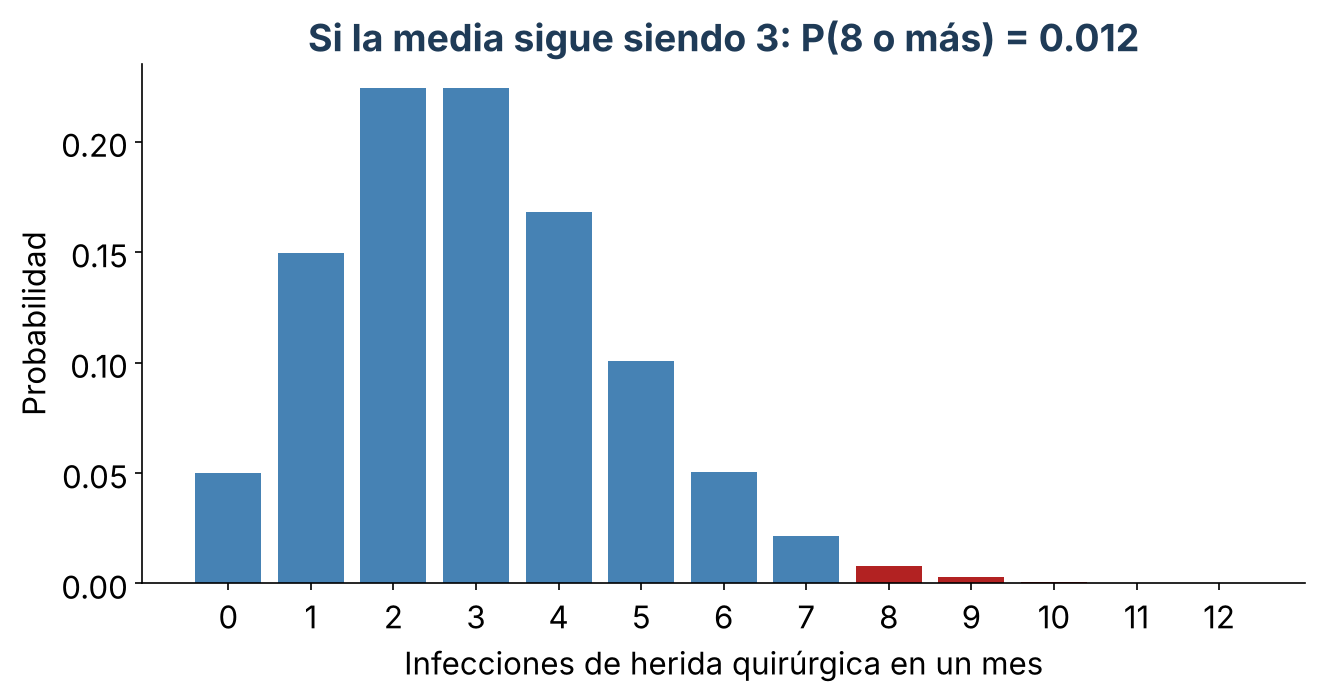 Si la media sigue siendo 3: P(8 o más) = 0.012
Probabilidad
0.20
0.15
0.10
0.05
0.00
0 1 2 3 4 5 6 7 8 9 10 11 12
Infecciones de herida quirúrgica en un mes